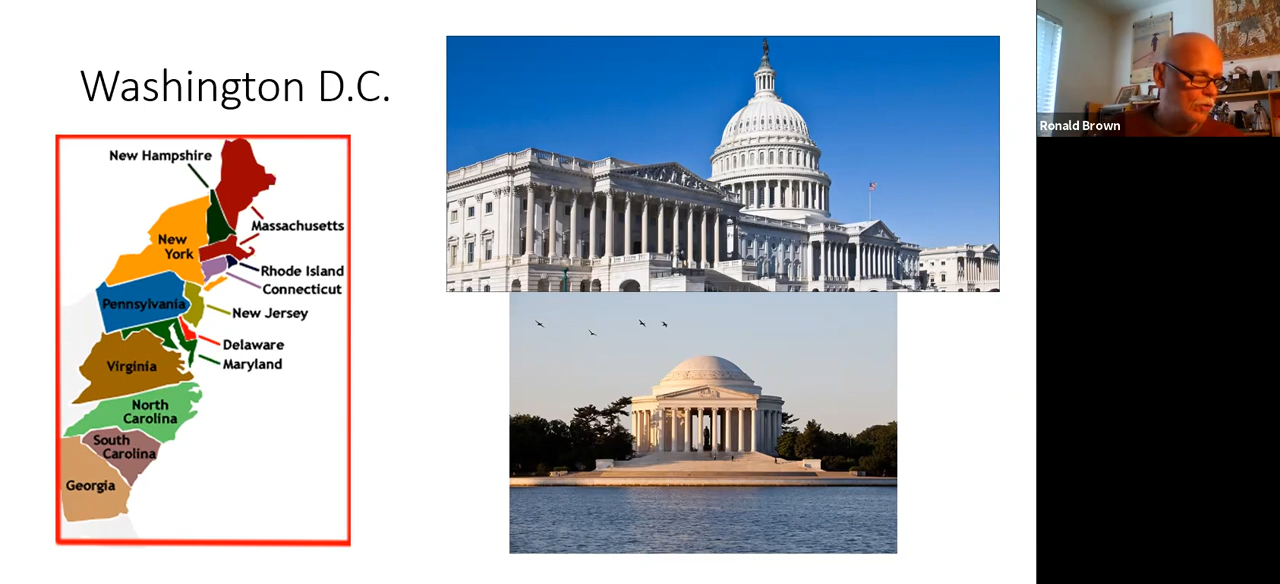 Washington D.C.
New Hampshire
Massachusetts
New
York
Rhode Island
Connecticut
Pennsylvania
New Jersey
Delaware
Maryland
Virginia
North
Carolina
South
Carolina
Georgia
Ronald Brown